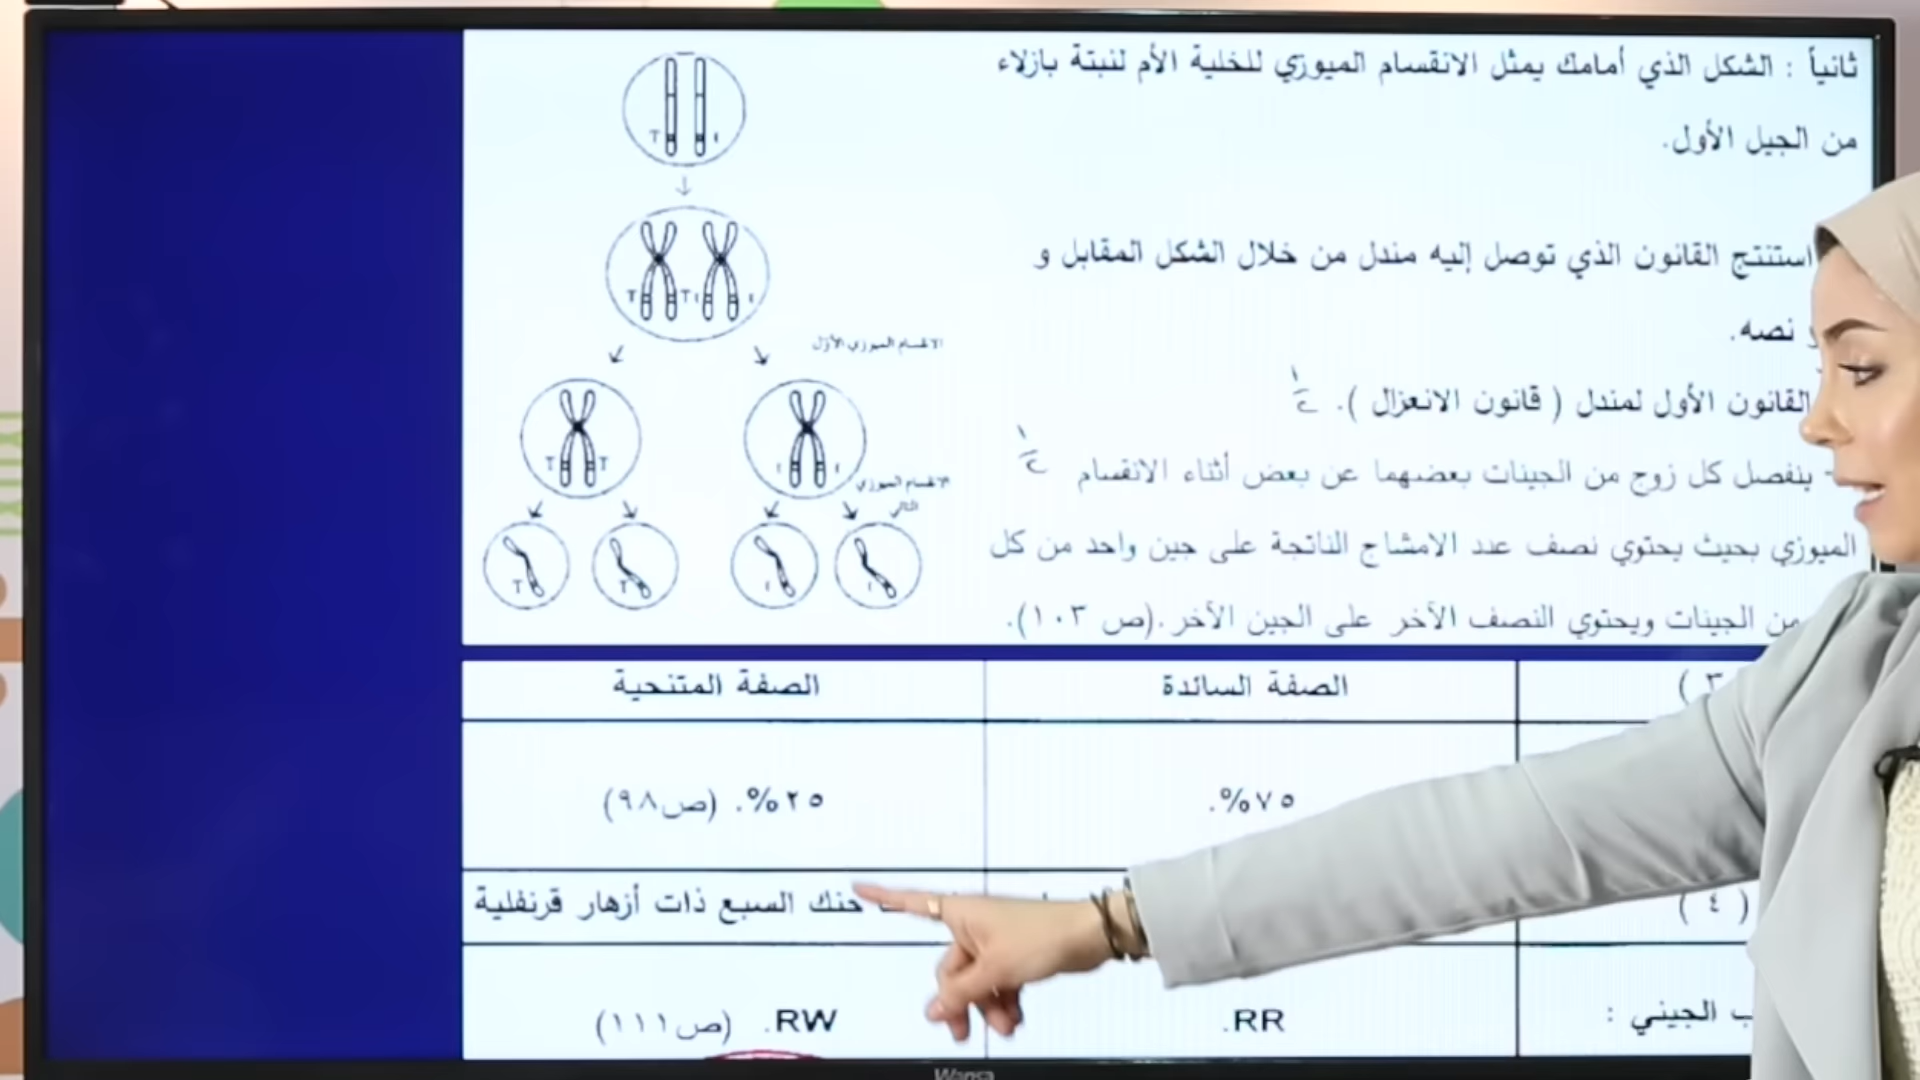 ثانياً : الشكل الذي أمامك يمثل الانقسام الميوزي للخلية الأم لنبتة بازلاء
من الجيل الأول.
استنتج القانون الذي توصل إليه مندل من خلال الشكل المقابل و
نصه.
القانون الأول لمندل ( قانون الانعزال ).
- ينفصل كل زوج من الجينات بعضهما عن بعض أثناء الانقسام
الميوزي بحيث يحتوي نصف عدد الامشاج الناتجة على جين واحد من كل
من الجينات ويحتوي النصف الآخر على الجين الآخر.(ص ١٠٣).
T t
T T t t
الانقسام الميوزي الأول
T T t t
الانقسام الميوزي
T T t t
٣ ) الصفة السائدة الصفة المتنحية
٧٥%. ٢٥%. (ص٩٨)
( ٤ ) حنك السبع ذات أزهار قرنفلية
الجيني : RR. RW. (ص١١١)
Wansa